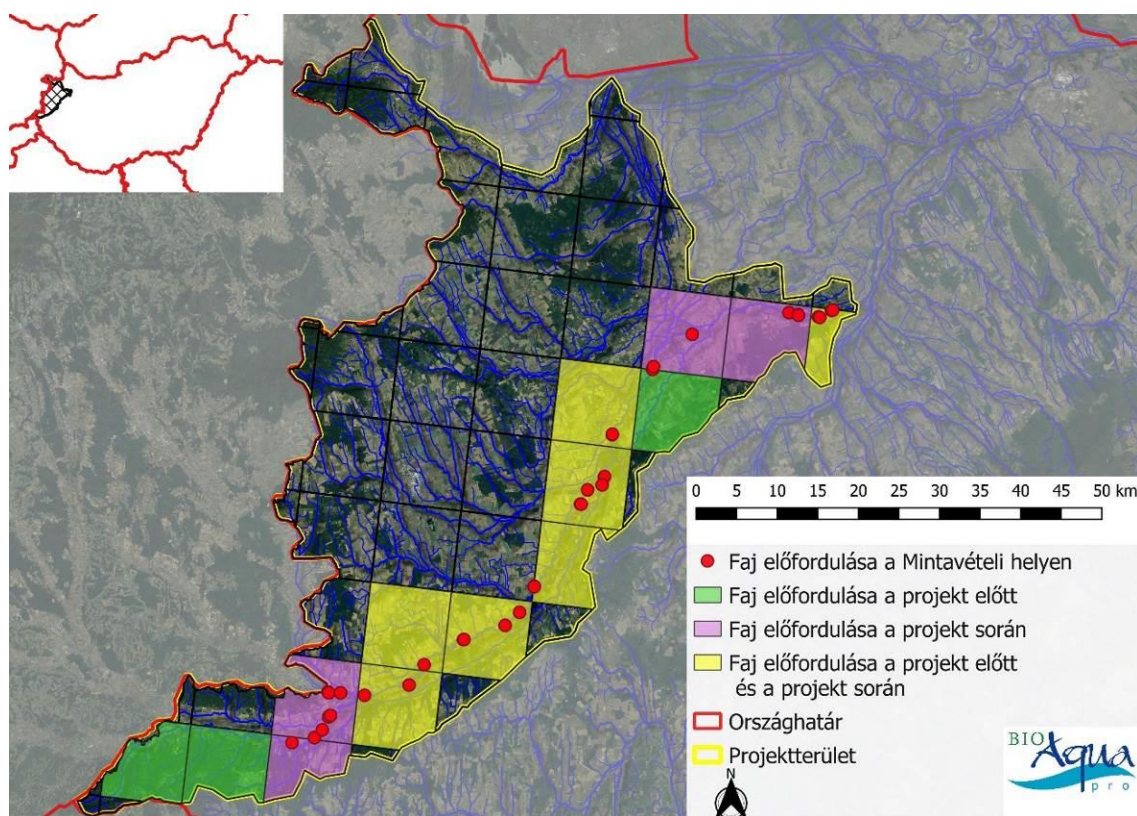 0 5 10 15 20 25 30 35 40 45 50 km
Faj előfordulása a Mintavételi helyen
Faj előfordulása a projekt előtt
Faj előfordulása a projekt során
Faj előfordulása a projekt előtt
és a projekt során
Országhatár
Projektterület
N
BIO
Aqua
pro